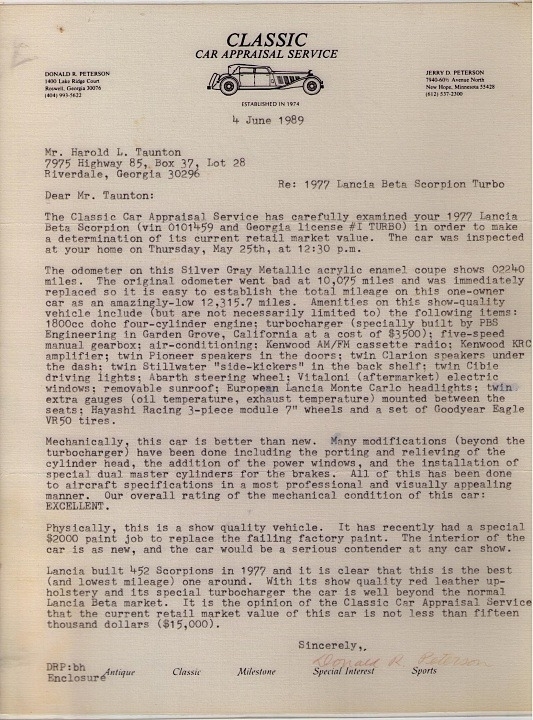 CLASSIC
CAR APPRAISAL SERVICE
DONALD R. PETERSON
1400 Lake Ridge Court
Roswell, Georgia 30076
(404) 993-5622
JERRY D. PETERSON
7940-60½ Avenue North
New Hope, Minnesota 55428
(612) 537-2300
ESTABLISHED IN 1974
4 June 1989
Mr. Harold L. Taunton
7975 Highway 85, Box 37, Lot 28
Riverdale, Georgia 30296
Re: 1977 Lancia Beta Scorpion Turbo
Dear Mr. Taunton:
The Classic Car Appraisal Service has carefully examined your 1977 Lancia
Beta Scorpion (vin 0101459 and Georgia license #I TURBO) in order to make
a determination of its current retail market value. The car was inspected
at your home on Thursday, May 25th, at 12:30 p.m.
The odometer on this Silver Gray Metallic acrylic enamel coupe shows 02240
miles. The original odometer went bad at 10,075 miles and was immediately
replaced so it is easy to establish the total mileage on this one-owner
car as an amazingly-low 12,315.7 miles. Amenities on this show-quality
vehicle include (but are not necessarily limited to) the following items:
1800cc dohc four-cylinder engine; turbocharger (specially built by PBS
Engineering in Garden Grove, California at a cost of $3500); five-speed
manual gearbox; air-conditioning; Kenwood AM/FM cassette radio; Kenwood KRC
amplifier; twin Pioneer speakers in the doors; twin Clarion speakers under
the dash; twin Stillwater "side-kickers" in the back shelf; twin Cibie
driving lights; Abarth steering wheel; Vitaloni (aftermarket) electric
windows; removable sunroof; European Lancia Monte Carlo headlights; twin
extra gauges (oil temperature, exhaust temperature) mounted between the
seats; Hayashi Racing 3-piece module 7" wheels and a set of Goodyear Eagle
VR50 tires.
Mechanically, this car is better than new. Many modifications (beyond the
turbocharger) have been done including the porting and relieving of the
cylinder head, the addition of the power windows, and the installation of
special dual master cylinders for the brakes. All of this has been done
to aircraft specifications in a most professional and visually appealing
manner. Our overall rating of the mechanical condition of this car:
EXCELLENT.
Physically, this is a show quality vehicle. It has recently had a special
$2000 paint job to replace the failing factory paint. The interior of the
car is as new, and the car would be a serious contender at any car show.
Lancia built 452 Scorpions in 1977 and it is clear that this is the best
(and lowest mileage) one around. With its show quality red leather up-
holstery and its special turbocharger the car is well beyond the normal
Lancia Beta market. It is the opinion of the Classic Car Appraisal Service
that the current retail market value of this car is not less than fifteen
thousand dollars ($15,000).
Sincerely,.
Donald R. Peterson
DRP:bh
Enclosure
Antique Classic Milestone Special Interest Sports